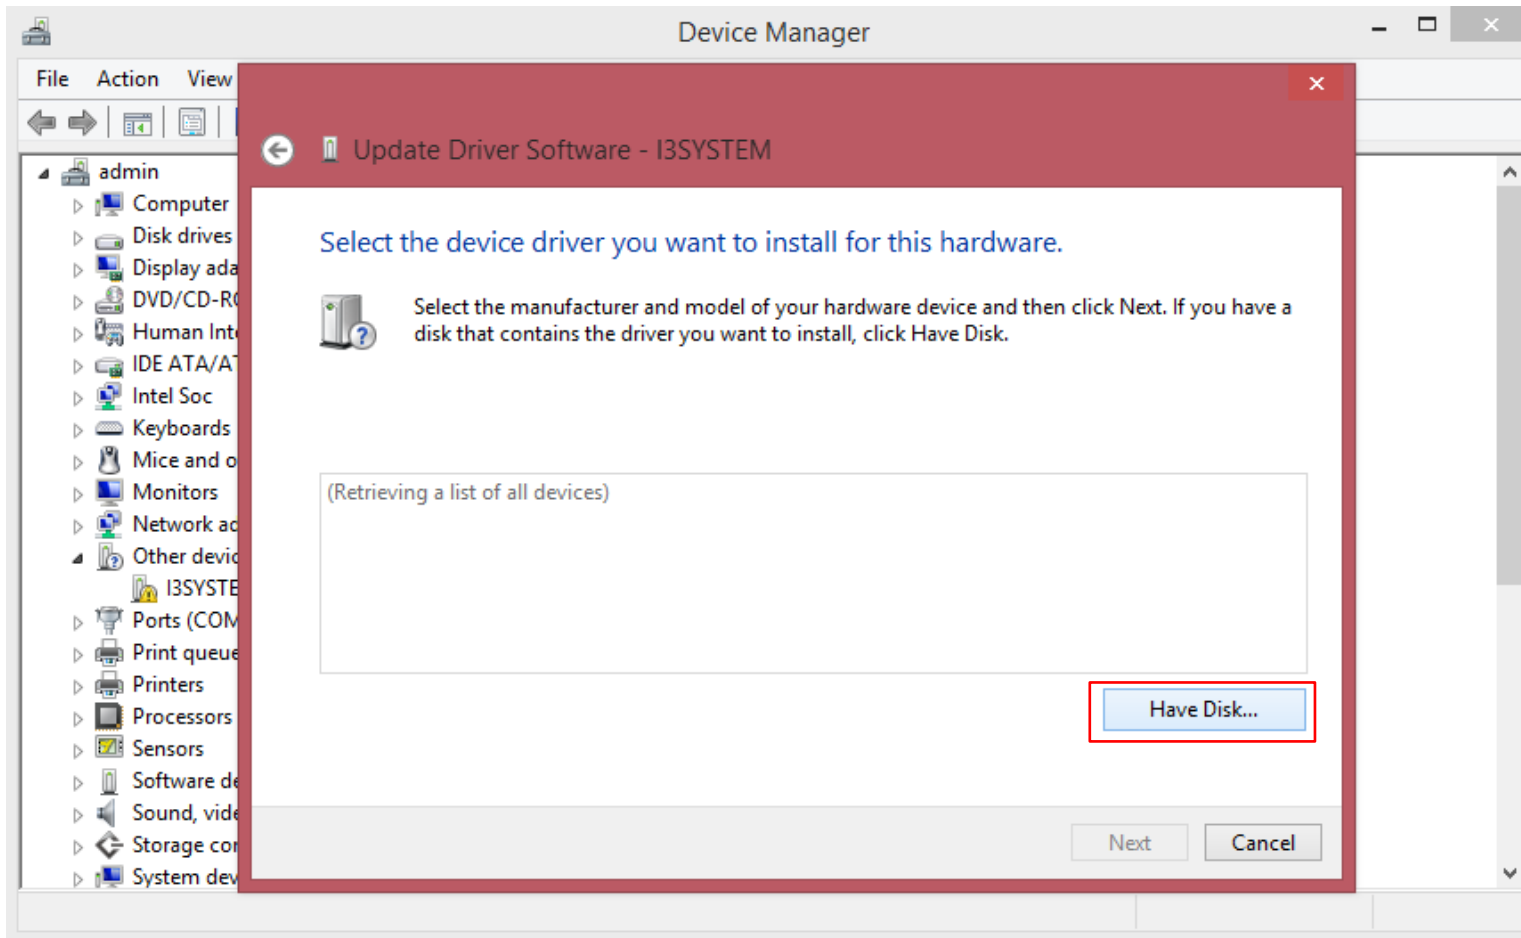 Device Manager
File Action View
Update Driver Software - I3SYSTEM
admin
Computer
Disk drives
Display ada
DVD/CD-R
Human Int
IDE ATA/A
Intel Soc
Keyboards
Mice and o
Monitors
Network ad
Other devic
I3SYSTE
Ports (COM
Print queue
Printers
Processors
Sensors
Software de
Sound, vide
Storage cor
System dev
Select the device driver you want to install for this hardware.
Select the manufacturer and model of your hardware device and then click Next. If you have a
disk that contains the driver you want to install, click Have Disk.
(Retrieving a list of all devices)
Have Disk...
Next Cancel